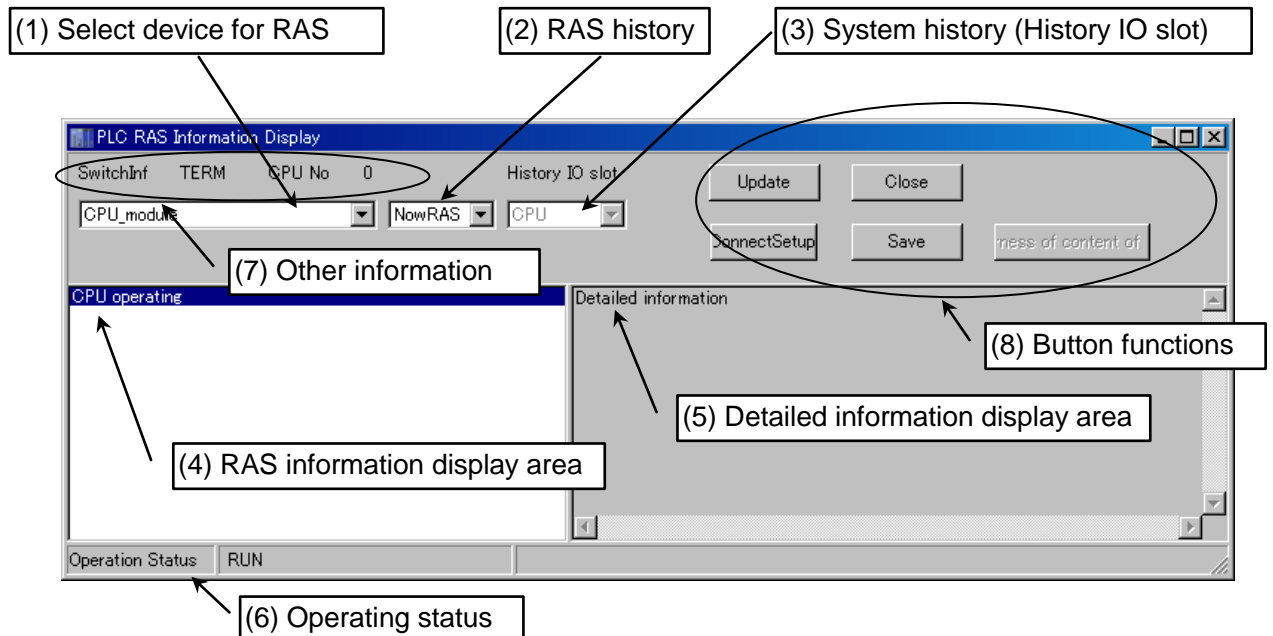 (1) Select device for RAS
(2) RAS history
(3) System history (History IO slot)
PLC RAS Information Display
SwitchInf TERM CPU No 0 History IO slot
Update Close
CPU_module NowRAS CPU
ConnectSetup Save ness of content of
(7) Other information
CPU operating
Detailed information
(8) Button functions
(5) Detailed information display area
(4) RAS information display area
Operation Status RUN
(6) Operating status